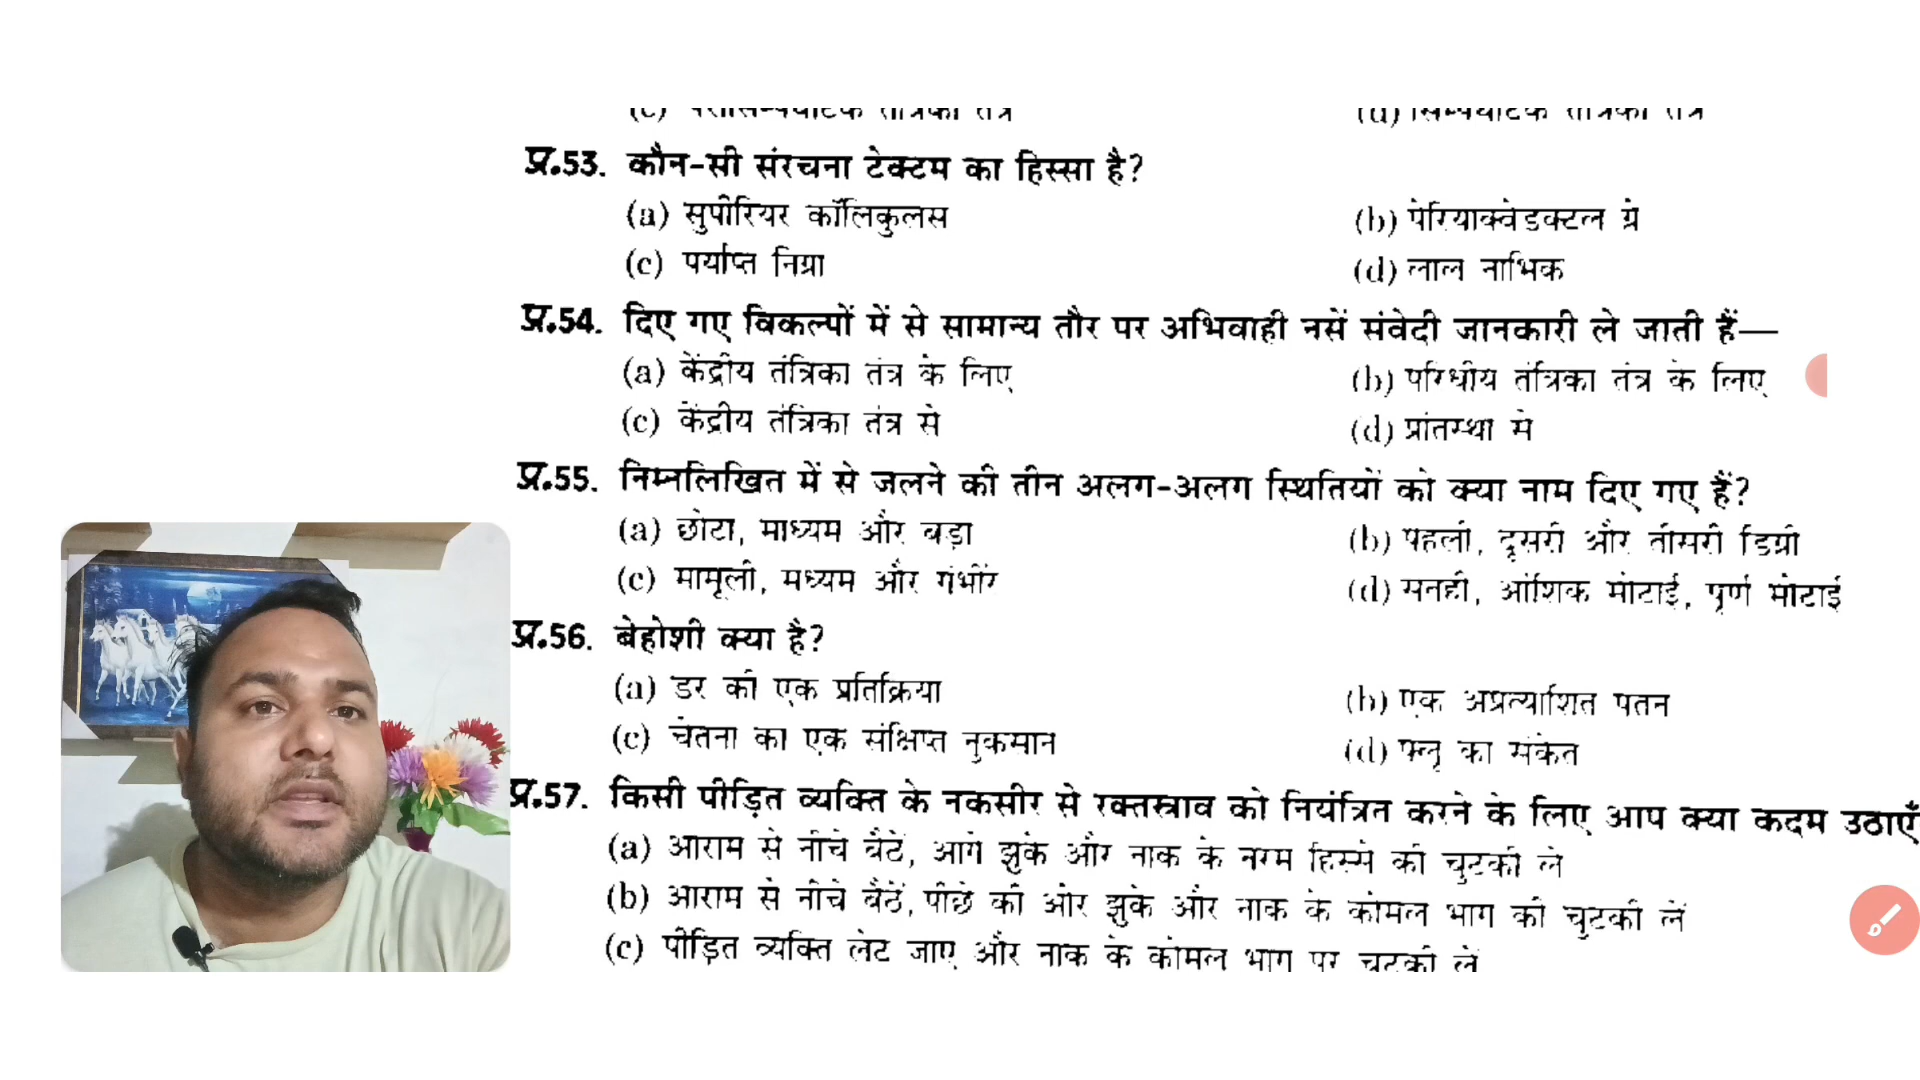 प्र.53. कौन-सी संरचना टेक्टम का हिस्सा है?
(a) सुपीरियर कॉलिकुलस (b) पेरियाक्वेडक्टल ग्रे
(c) पर्याप्त निग्रा (d) लाल नाभिक
प्र.54. दिए गए विकल्पों में से सामान्य तौर पर अभिवाही नसें संवेदी जानकारी ले जाती हैं—
(a) केंद्रीय तंत्रिका तंत्र के लिए (b) परिधीय तंत्रिका तंत्र के लिए
(c) केंद्रीय तंत्रिका तंत्र से (d) प्रांतस्था से
प्र.55. निम्नलिखित में से जलने की तीन अलग-अलग स्थितियों को क्या नाम दिए गए हैं?
(a) छोटा, माध्यम और बड़ा (b) पहली, दूसरी और तीसरी डिग्री
(c) मामूली, मध्यम और गंभीर (d) सतही, आंशिक मोटाई, पूर्ण मोटाई
प्र.56. बेहोशी क्या है?
(a) डर की एक प्रतिक्रिया (b) एक अप्रत्याशित पतन
(c) चेतना का एक संक्षिप्त नुकसान (d) फ्लू का संकेत
प्र.57. किसी पीड़ित व्यक्ति के नकसीर से रक्तस्त्राव को नियंत्रित करने के लिए आप क्या कदम उठाएँ
(a) आराम से नीचे बैठें, आगे झुके और नाक के नरम हिस्से की चुटकी ले
(b) आराम से नीचे बैठें, पीछे की ओर झुके और नाक के कोमल भाग की चुटकी लें
(c) पीड़ित व्यक्ति लेट जाए और नाक के कोमल भाग पर चुटकी लें